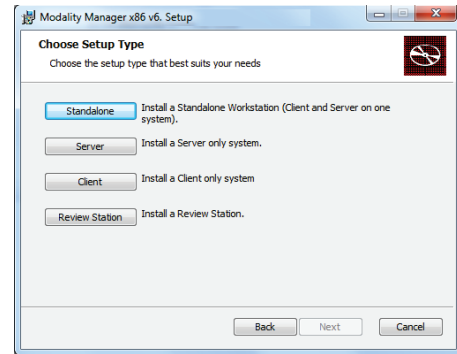 Modality Manager x86 v6. Setup
Choose Setup Type
Choose the setup type that best suits your needs
Standalone Install a Standalone Workstation (Client and Server on one
system).
Server Install a Server only system.
Client Install a Client only system
Review Station Install a Review Station.
Back Next Cancel